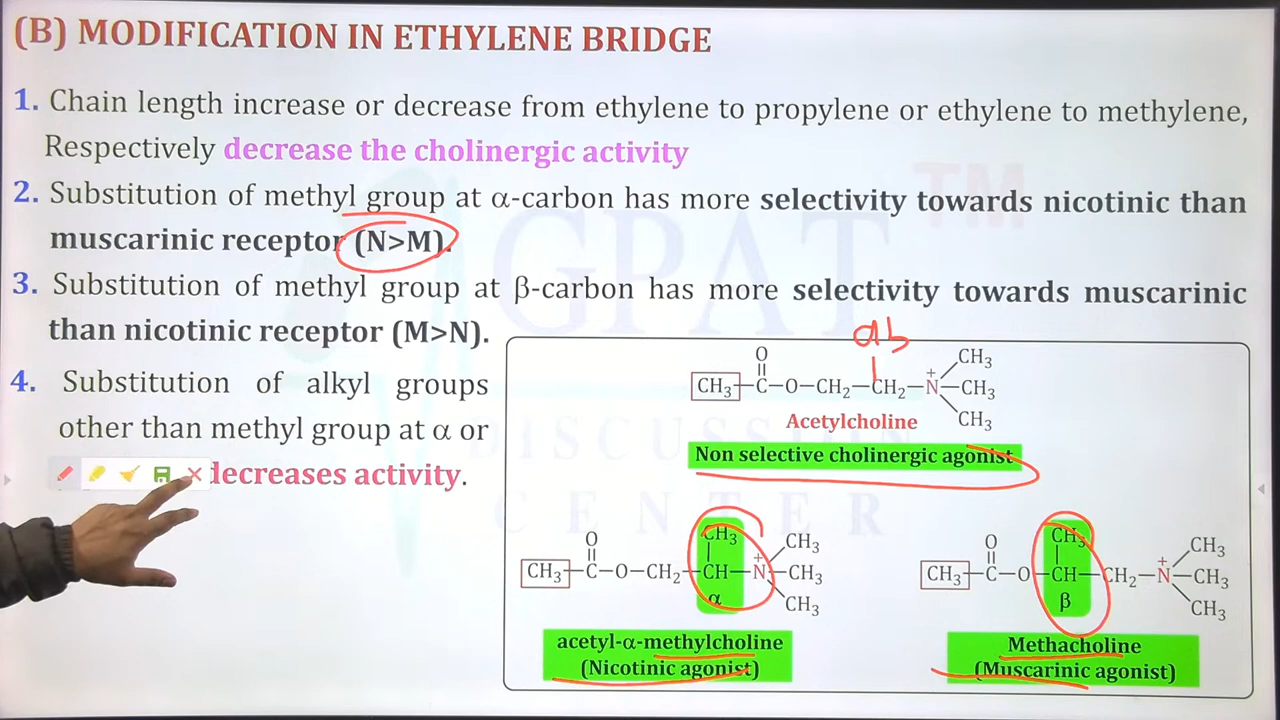 (B) MODIFICATION IN ETHYLENE BRIDGE
1. Chain length increase or decrease from ethylene to propylene or ethylene to methylene,
Respectively decrease the cholinergic activity
2. Substitution of methyl group at α-carbon has more selectivity towards nicotinic than
muscarinic receptor (N>M).
3. Substitution of methyl group at β-carbon has more selectivity towards muscarinic
than nicotinic receptor (M>N).
4. Substitution of alkyl groups
other than methyl group at α or
decreases activity.
ab
O
CH₃
CH₃–C–O–CH₂–CH₂–N–CH₃
+
CH₃
Acetylcholine
Non selective cholinergic agonist
O
CH₃
CH₃
CH₃–C–O–CH₂–CH–N–CH₃
+
α
CH₃
acetyl-α-methylcholine
(Nicotinic agonist)
O
CH₃
CH₃
CH₃–C–O–CH–CH₂–N–CH₃
+
β
CH₃
Methacholine
(Muscarinic agonist)
GPAT
TM
DISCUSSION
CENTER